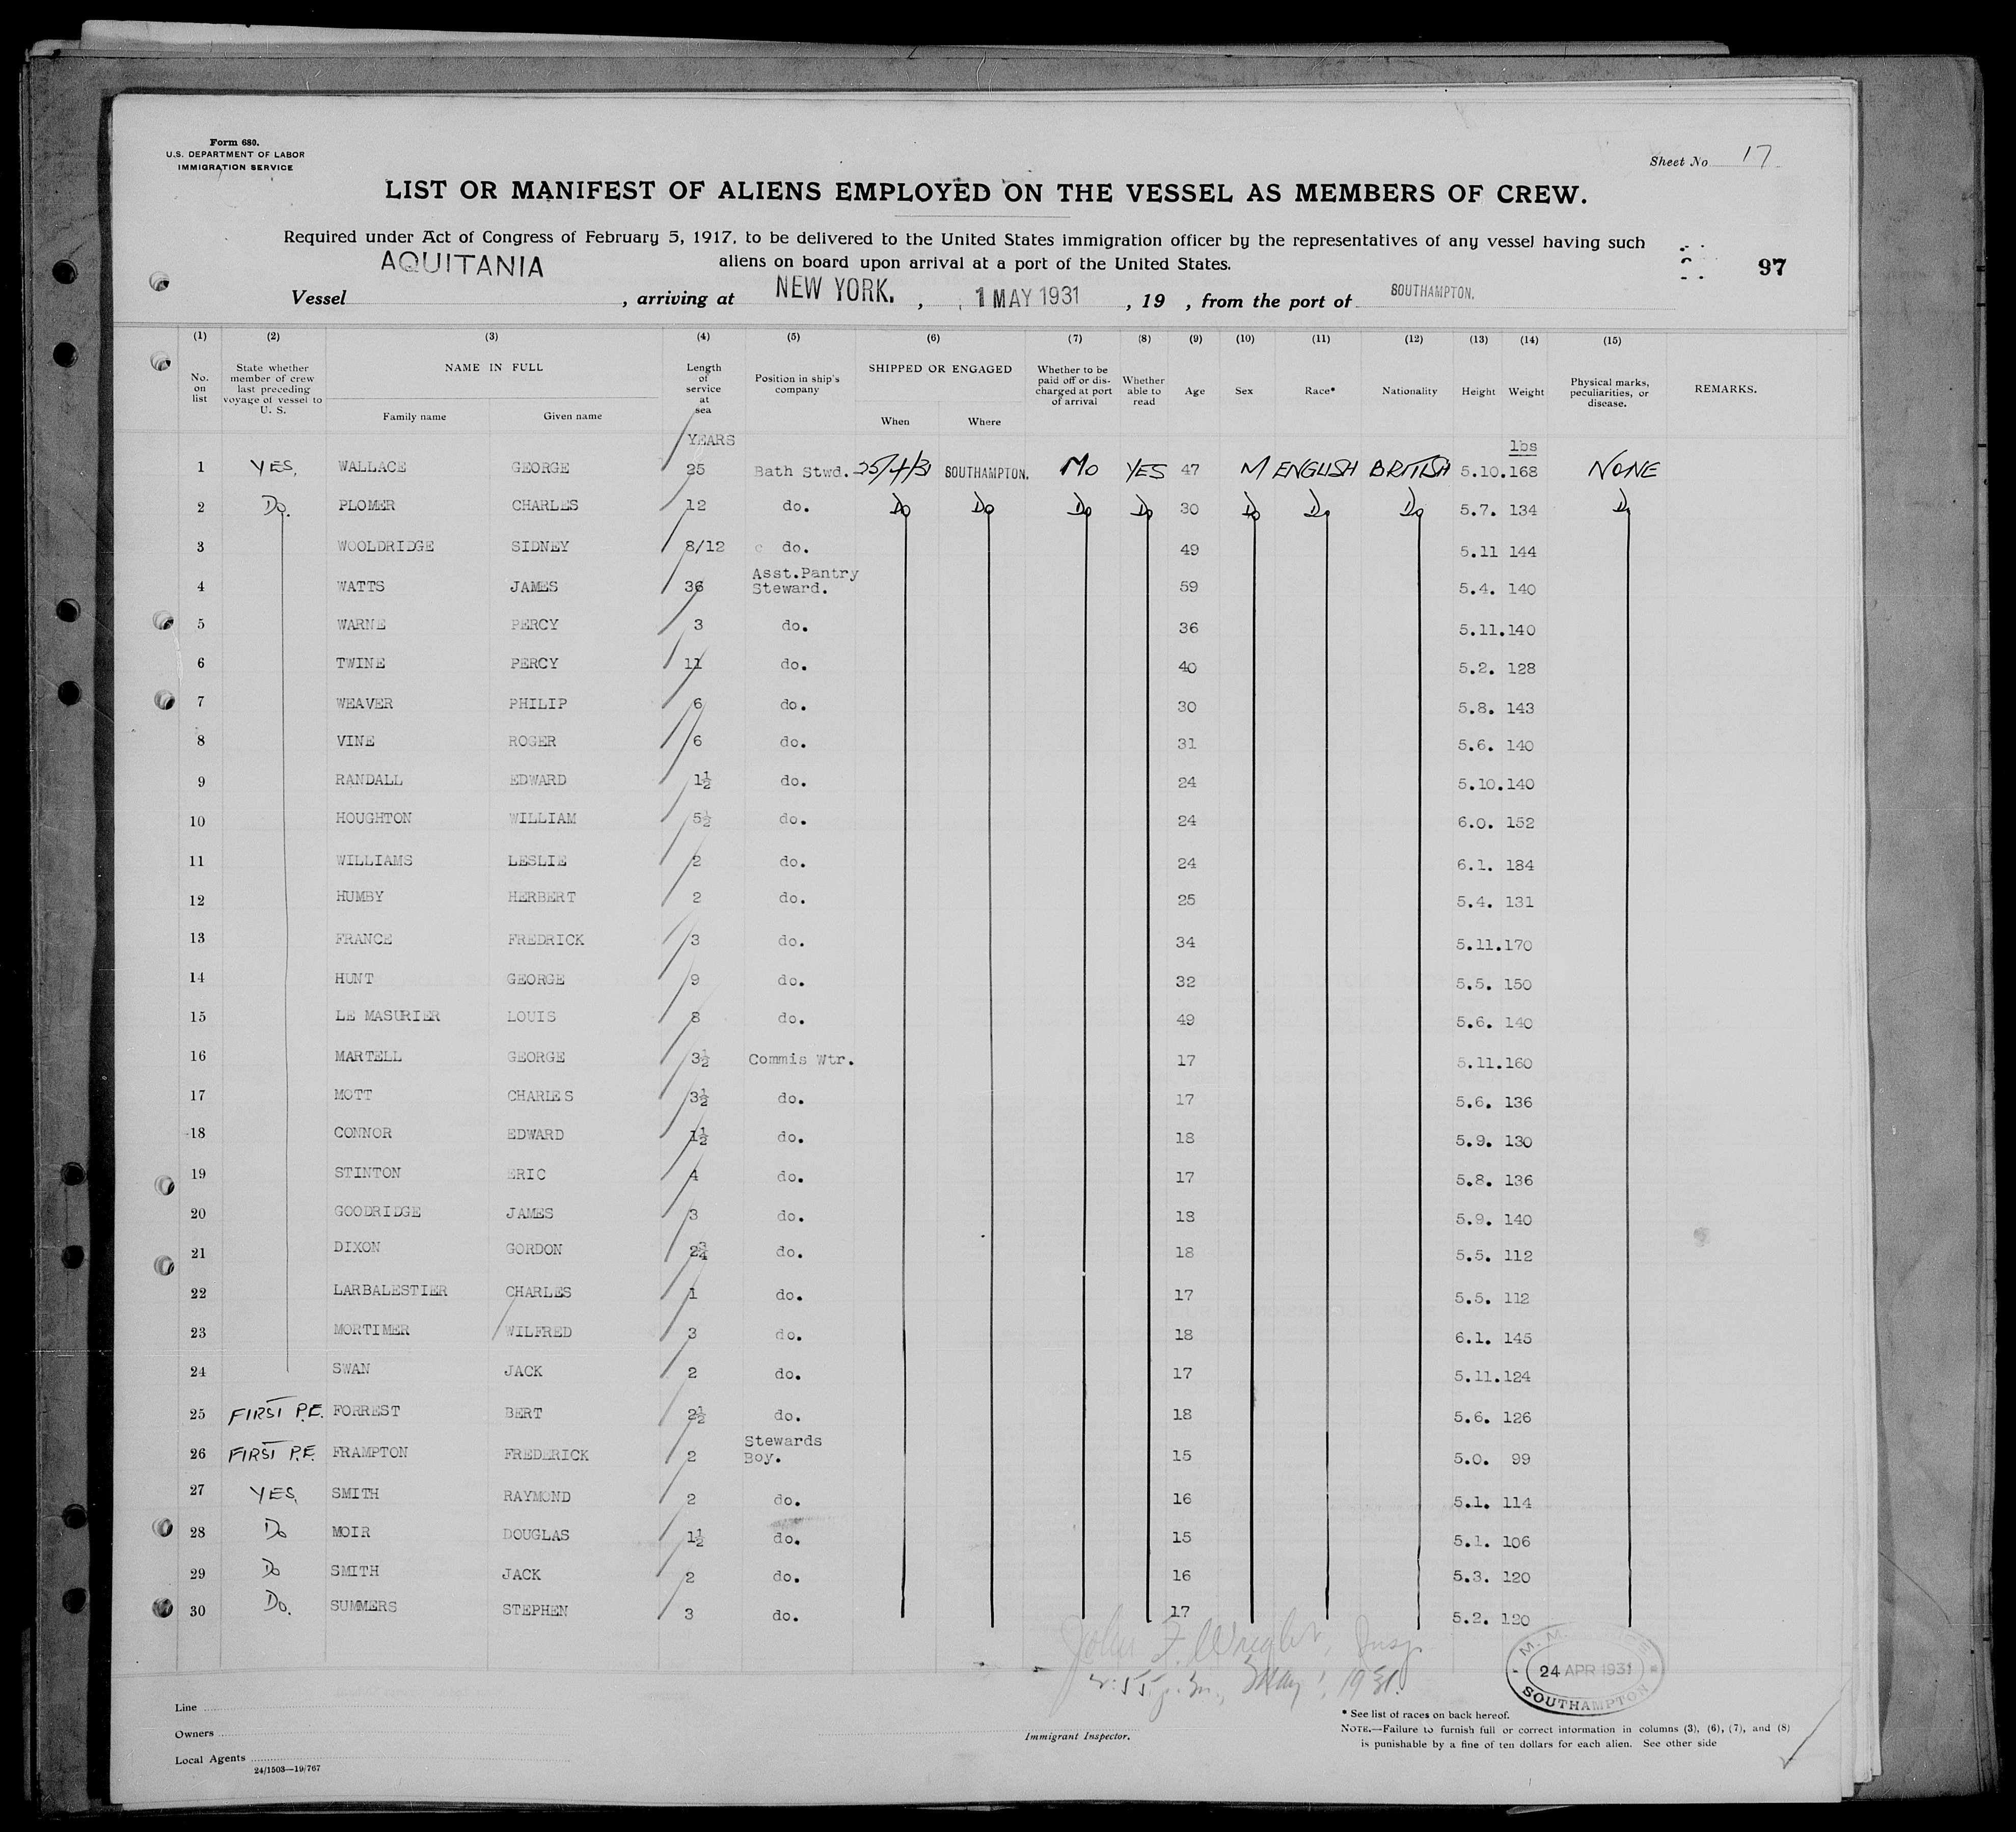 Form 680.
U.S. DEPARTMENT OF LABOR
IMMIGRATION SERVICE
Sheet No 17
LIST OR MANIFEST OF ALIENS EMPLOYED ON THE VESSEL AS MEMBERS OF CREW.
Required under Act of Congress of February 5, 1917, to be delivered to the United States immigration officer by the representatives of any vessel having such
aliens on board upon arrival at a port of the United States.
97
Vessel AQUITANIA, arriving at NEW YORK., 1 MAY 1931, 19 , from the port of SOUTHAMPTON.
(1) (2) (3) (4) (5) (6) (7) (8) (9) (10) (11) (12) (13) (14) (15)
No. on list
State whether member of crew last preceding voyage of vessel to U. S.
NAME IN FULL
Family name Given name
Length of service at sea
Position in ship's company
SHIPPED OR ENGAGED
When Where
Whether to be paid off or discharged at port of arrival
Whether able to read
Age Sex Race* Nationality Height Weight
Physical marks, peculiarities, or disease.
REMARKS.
YEARS lbs
1 YES. WALLACE GEORGE 25 Bath Stwd. 25/4/31 SOUTHAMPTON. No YES 47 M ENGLISH BRITISH 5.10. 168 NONE
2 Do. PLOMER CHARLES 12 do. Do Do Do Do 30 Do Do Do 5.7. 134 Do
3 WOOLDRIDGE SIDNEY 8/12 do. 49 5.11 144
4 WATTS JAMES 36 Asst.Pantry Steward. 59 5.4. 140
5 WARNE PERCY 3 do. 36 5.11. 140
6 TWINE PERCY 11 do. 40 5.2. 128
7 WEAVER PHILIP 6 do. 30 5.8. 143
8 VINE ROGER 6 do. 31 5.6. 140
9 RANDALL EDWARD 1½ do. 24 5.10. 140
10 HOUGHTON WILLIAM 5½ do. 24 6.0. 152
11 WILLIAMS LESLIE 2 do. 24 6.1. 184
12 HUMBY HERBERT 2 do. 25 5.4. 131
13 FRANCE FREDRICK 3 do. 34 5.11. 170
14 HUNT GEORGE 9 do. 32 5.5. 150
15 LE MASURIER LOUIS 8 do. 49 5.6. 140
16 MARTELL GEORGE 3½ Commis Wtr. 17 5.11. 160
17 MOTT CHARLES 3½ do. 17 5.6. 136
18 CONNOR EDWARD 1½ do. 18 5.9. 130
19 STINTON ERIC 4 do. 17 5.8. 136
20 GOODRIDGE JAMES 3 do. 18 5.9. 140
21 DIXON GORDON 2¾ do. 18 5.5. 112
22 LARBALESTIER CHARLES 1 do. 17 5.5. 112
23 MORTIMER WILFRED 3 do. 18 6.1. 145
24 SWAN JACK 2 do. 17 5.11. 124
25 FIRST P.E. FORREST BERT 2½ do. 18 5.6. 126
26 FIRST P.E. FRAMPTON FREDERICK 2 Stewards Boy. 15 5.0. 99
27 YES. SMITH RAYMOND 2 do. 16 5.1. 114
28 Do MOIR DOUGLAS 1½ do. 15 5.1. 106
29 Do SMITH JACK 2 do. 16 5.3. 120
30 Do. SUMMERS STEPHEN 3 do. 17 5.2. 120
John F. Wright, Insp
2:55 p.m., May 1, 1931.
24 APR 1931
SOUTHAMPTON
Line
Owners
Local Agents
24/1503—19/767
Immigrant Inspector.
* See list of races on back hereof.
NOTE.—Failure to furnish full or correct information in columns (3), (6), (7), and (8)
is punishable by a fine of ten dollars for each alien. See other side